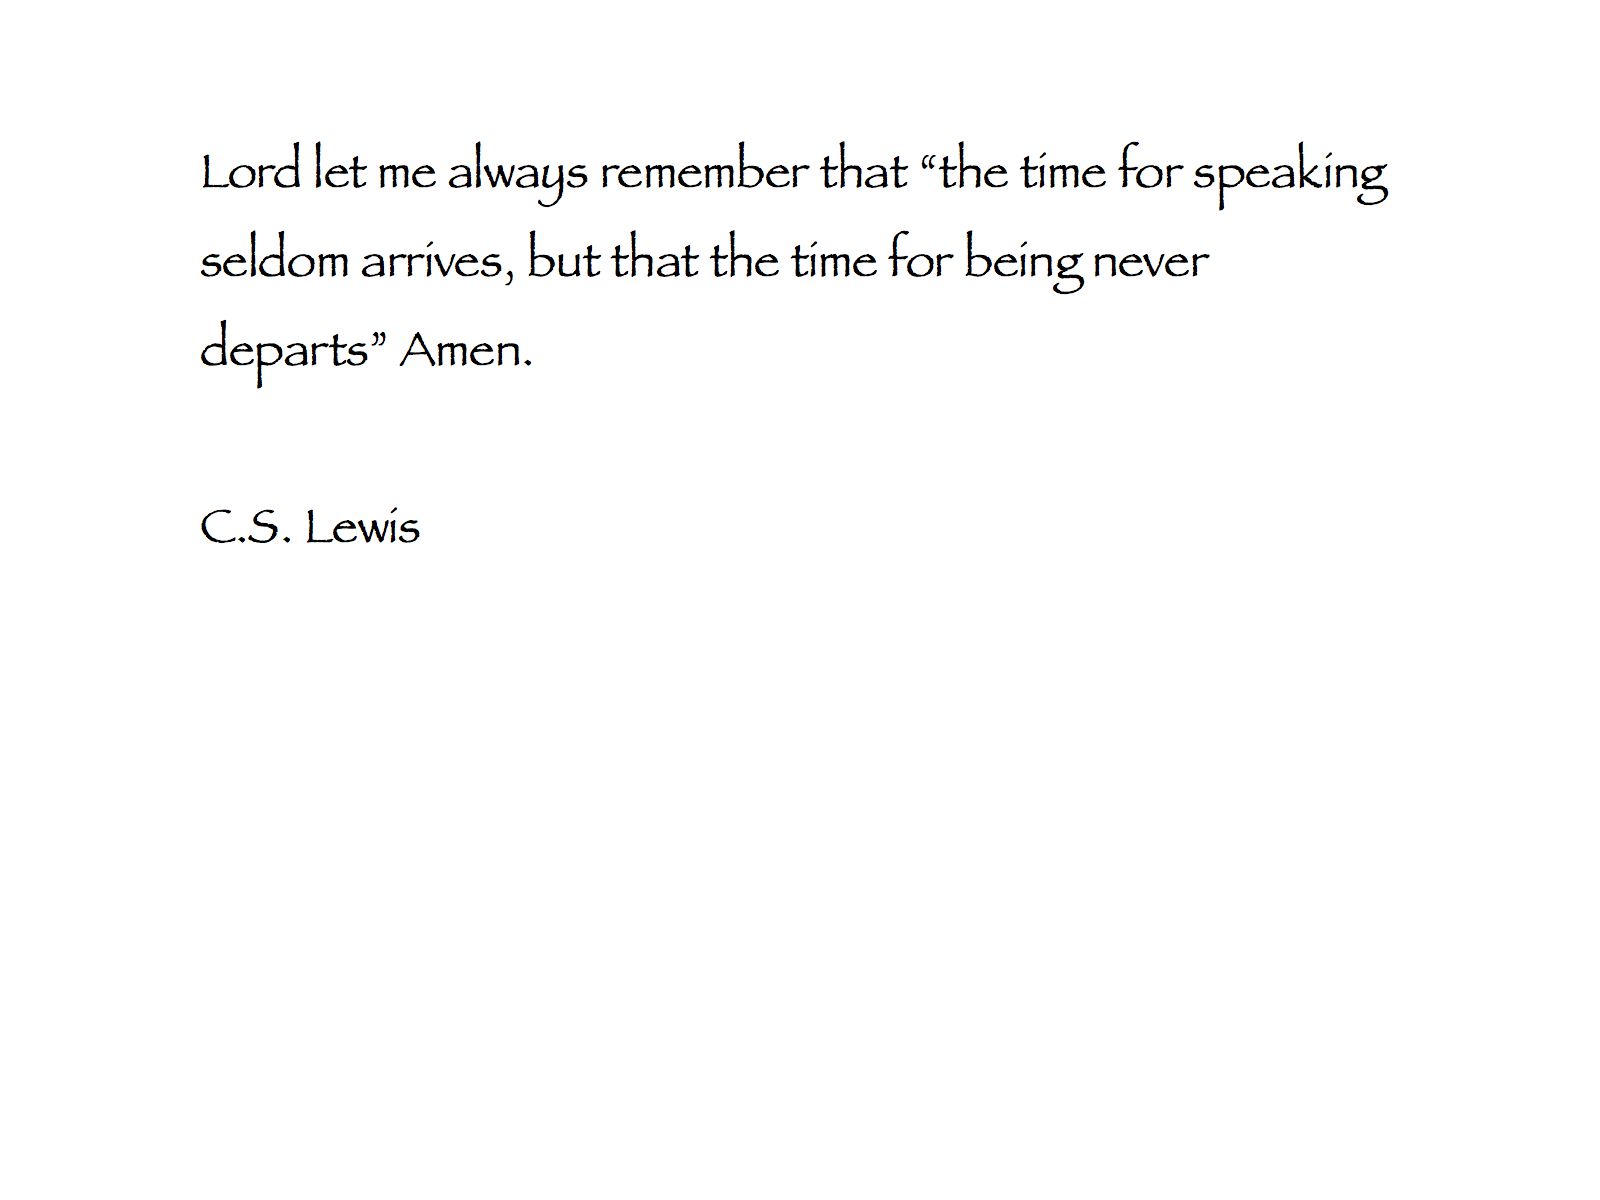 Lord let me always remember that “the time for speaking
seldom arrives, but that the time for being never
departs” Amen.
C.S. Lewis